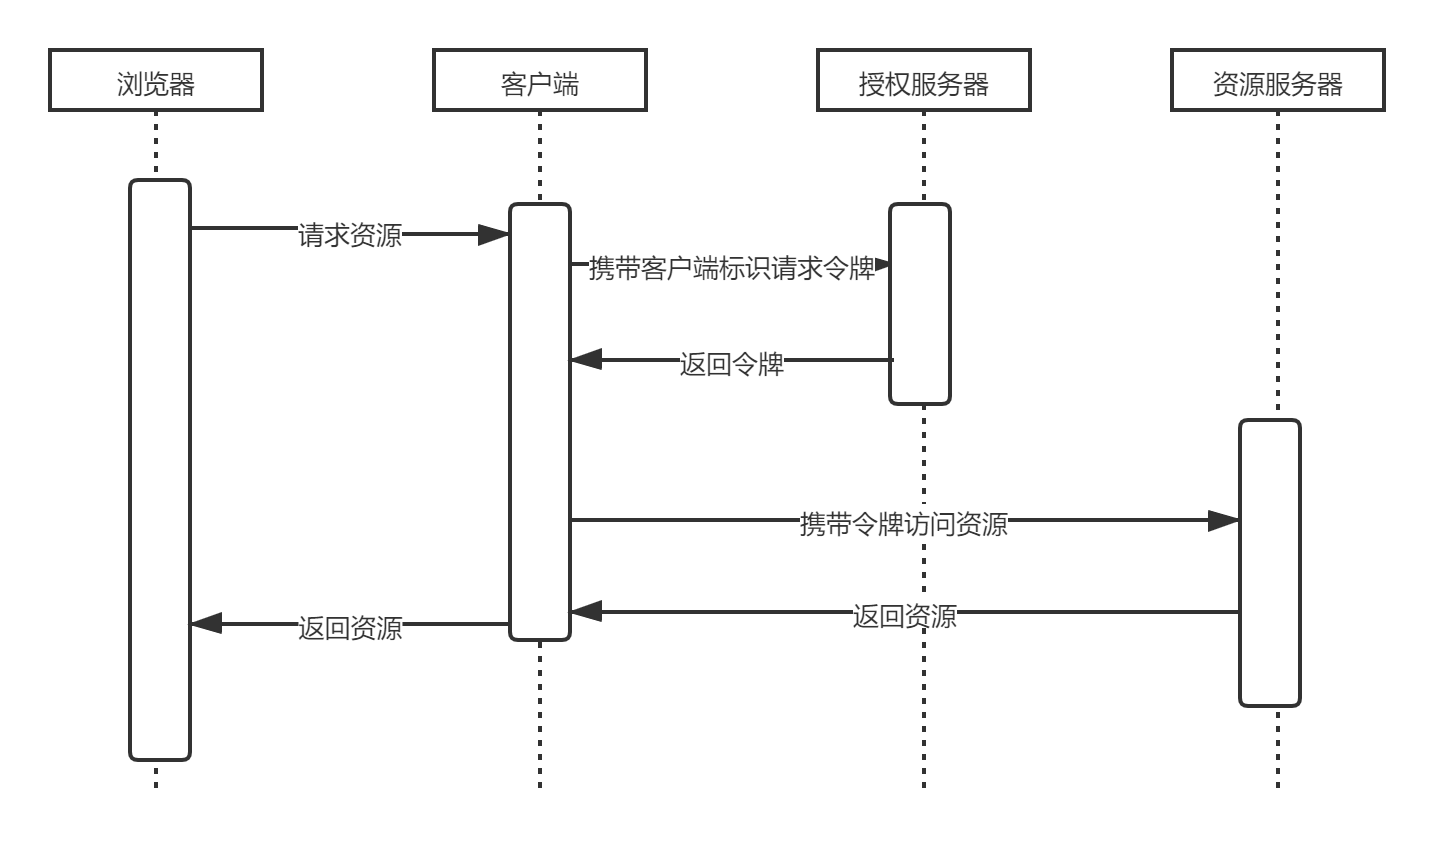 浏览器
客户端
授权服务器
资源服务器
请求资源
携带客户端标识请求令牌
返回令牌
携带令牌访问资源
返回资源
返回资源